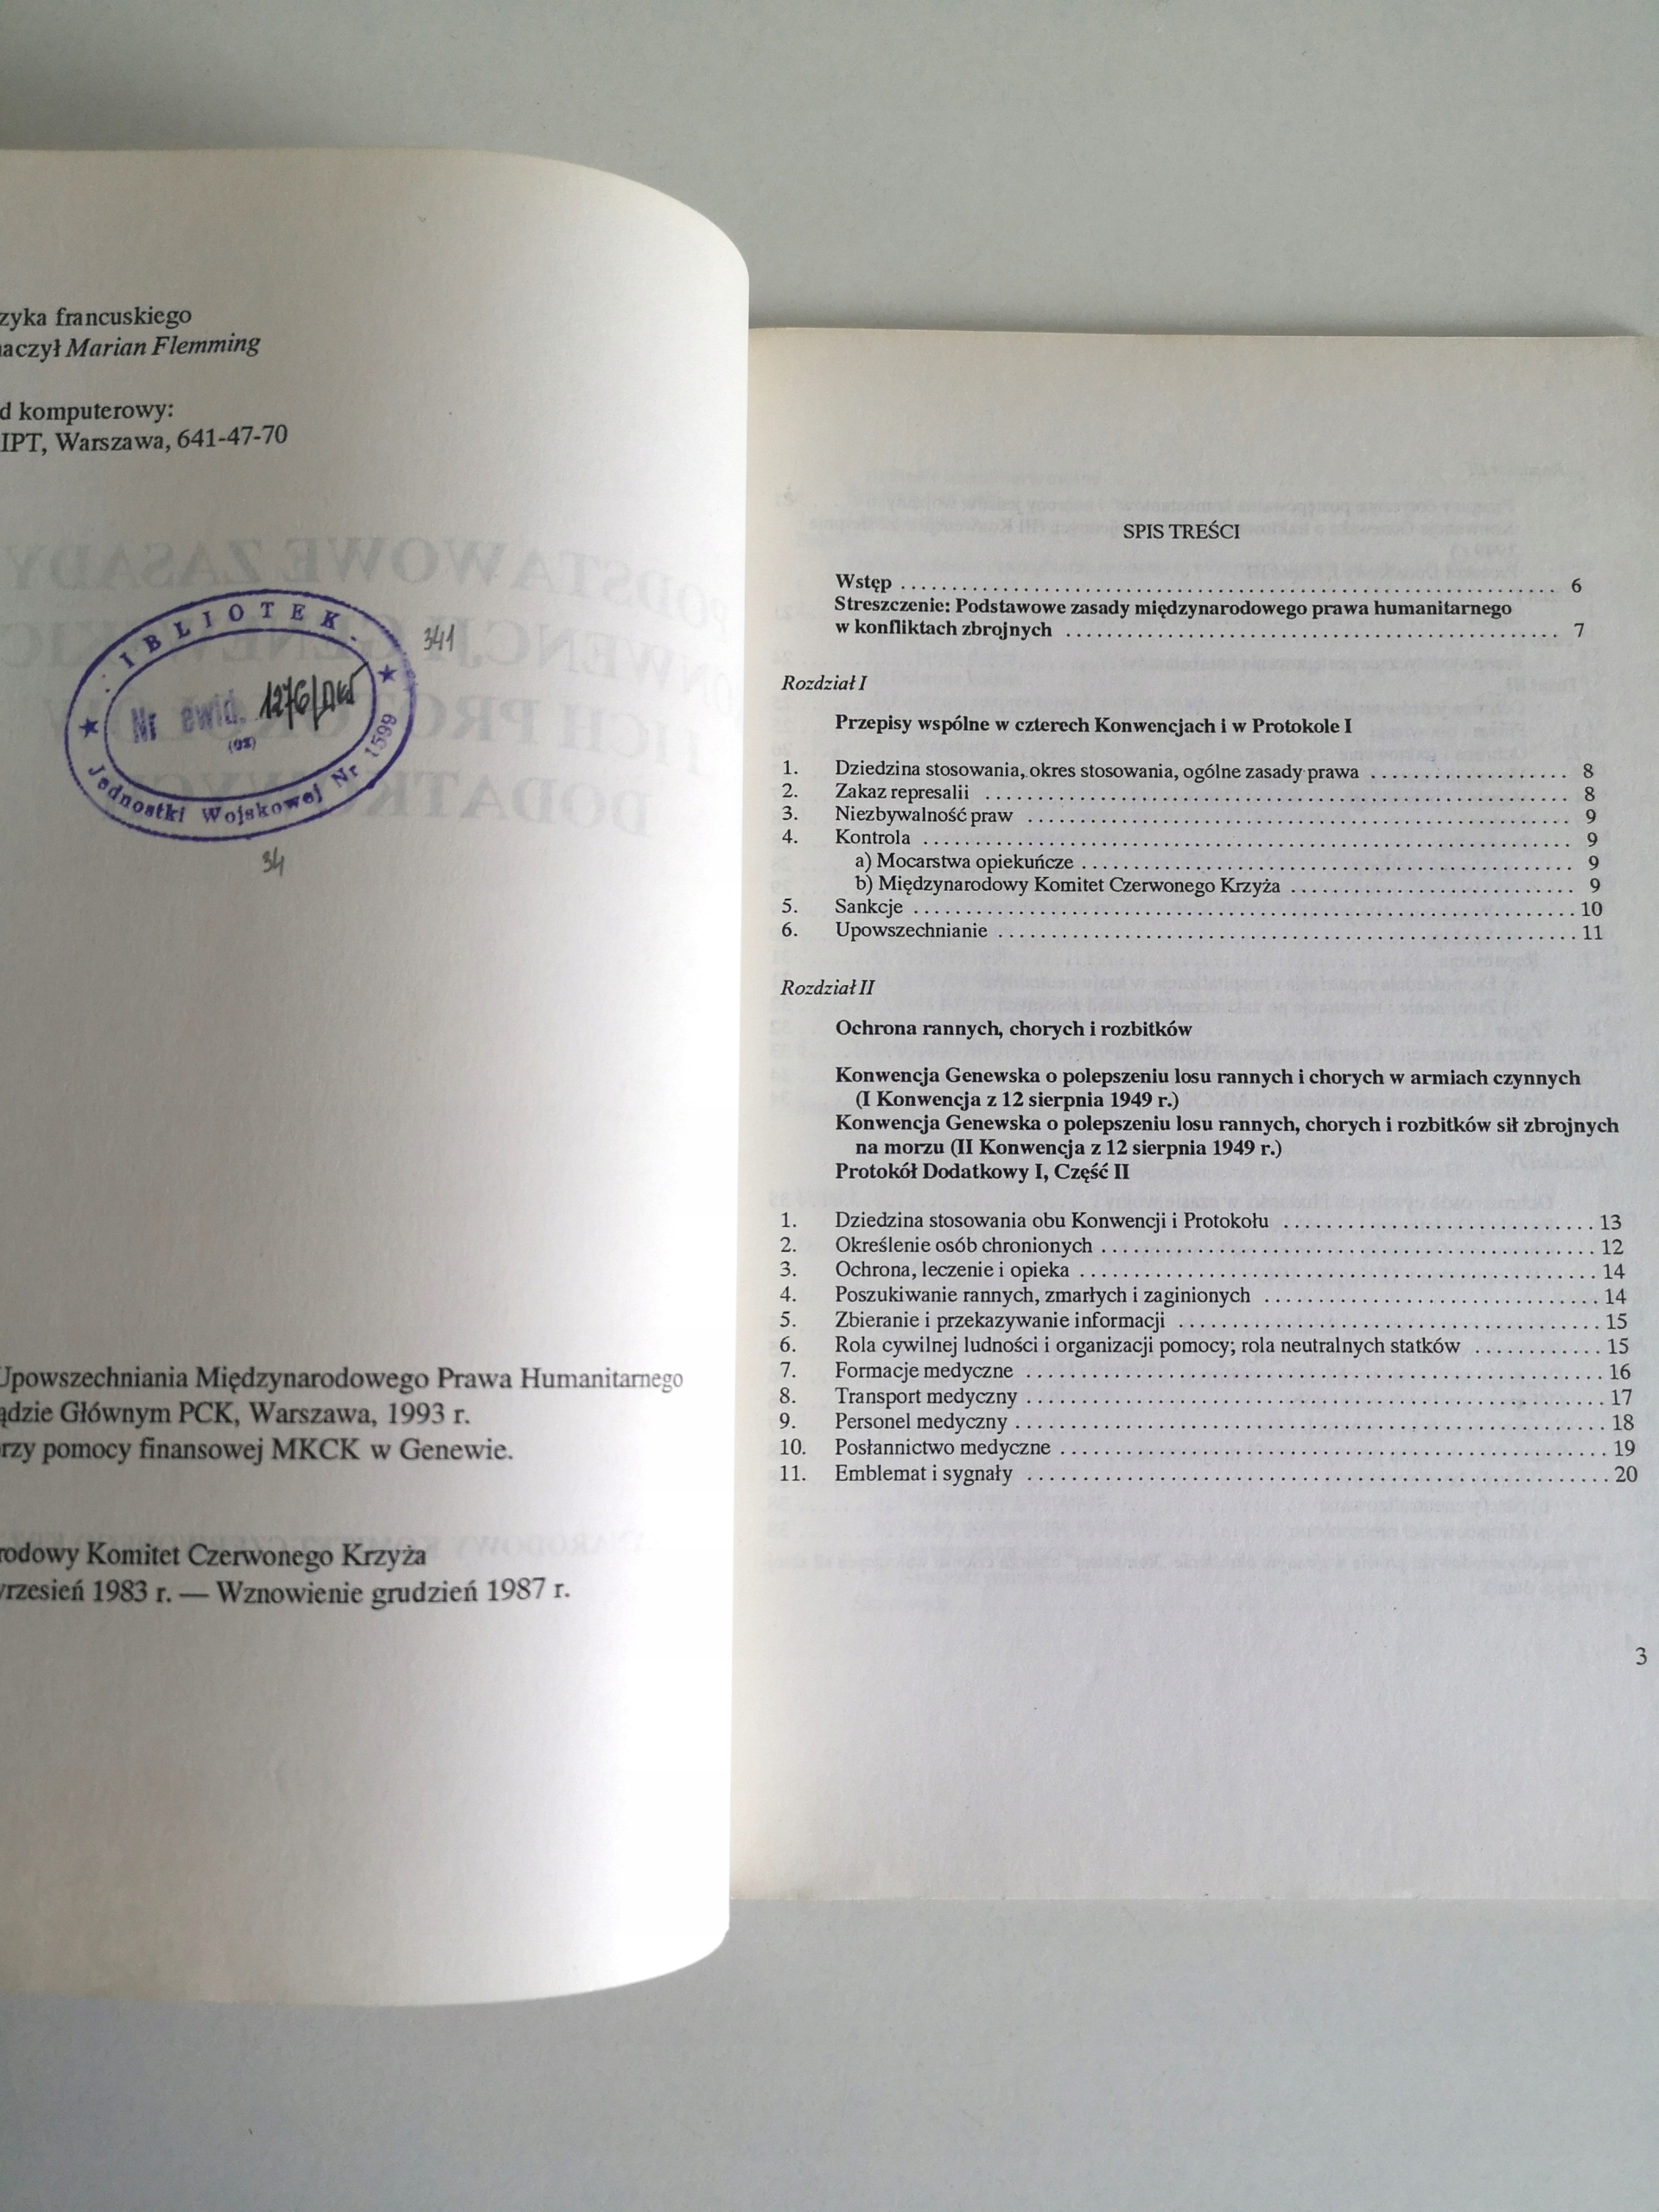 zyka francuskiego
aczył Marian Flemming
d komputerowy:
IPT, Warszawa, 641-47-70
IBLIOTEK
Nr ewid. 1276/
Jednostki Wojskowej Nr 1599
341
34
Upowszechniania Międzynarodowego Prawa Humanitarnego
ądzie Głównym PCK, Warszawa, 1993 r.
rzy pomocy finansowej MKCK w Genewie.
rodowy Komitet Czerwonego Krzyża
rzesień 1983 r. — Wznowienie grudzień 1987 r.
SPIS TREŚCI
Wstęp ........ 6
Streszczenie: Podstawowe zasady międzynarodowego prawa humanitarnego
w konfliktach zbrojnych ........ 7
Rozdział I
Przepisy wspólne w czterech Konwencjach i w Protokole I
1. Dziedzina stosowania, okres stosowania, ogólne zasady prawa ........ 8
2. Zakaz represalii ........ 8
3. Niezbywalność praw ........ 9
4. Kontrola ........ 9
a) Mocarstwa opiekuńcze ........ 9
b) Międzynarodowy Komitet Czerwonego Krzyża ........ 9
5. Sankcje ........ 10
6. Upowszechnianie ........ 11
Rozdział II
Ochrona rannych, chorych i rozbitków
Konwencja Genewska o polepszeniu losu rannych i chorych w armiach czynnych
(I Konwencja z 12 sierpnia 1949 r.)
Konwencja Genewska o polepszeniu losu rannych, chorych i rozbitków sił zbrojnych
na morzu (II Konwencja z 12 sierpnia 1949 r.)
Protokół Dodatkowy I, Część II
1. Dziedzina stosowania obu Konwencji i Protokołu ........ 13
2. Określenie osób chronionych ........ 12
3. Ochrona, leczenie i opieka ........ 14
4. Poszukiwanie rannych, zmarłych i zaginionych ........ 14
5. Zbieranie i przekazywanie informacji ........ 15
6. Rola cywilnej ludności i organizacji pomocy; rola neutralnych statków ........ 15
7. Formacje medyczne ........ 16
8. Transport medyczny ........ 17
9. Personel medyczny ........ 18
10. Posłannictwo medyczne ........ 19
11. Emblemat i sygnały ........ 20
3